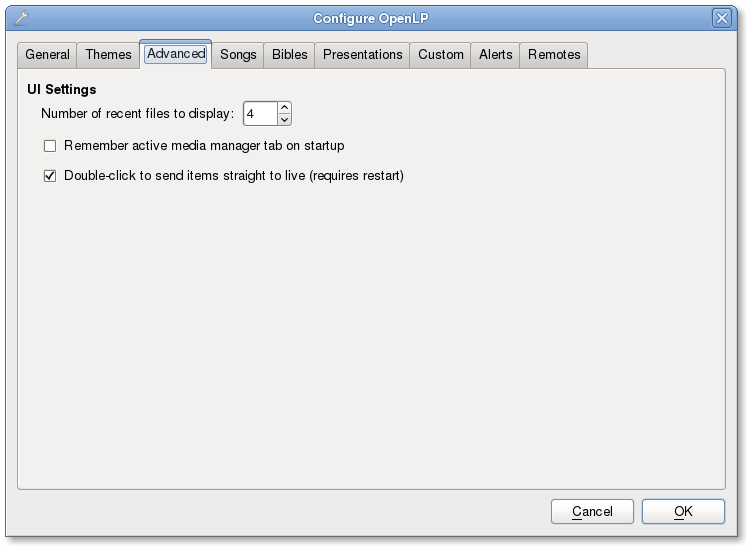 Configure OpenLP
General Themes Advanced Songs Bibles Presentations Custom Alerts Remotes
UI Settings
Number of recent files to display: 4
Remember active media manager tab on startup
Double-click to send items straight to live (requires restart)
Cancel OK